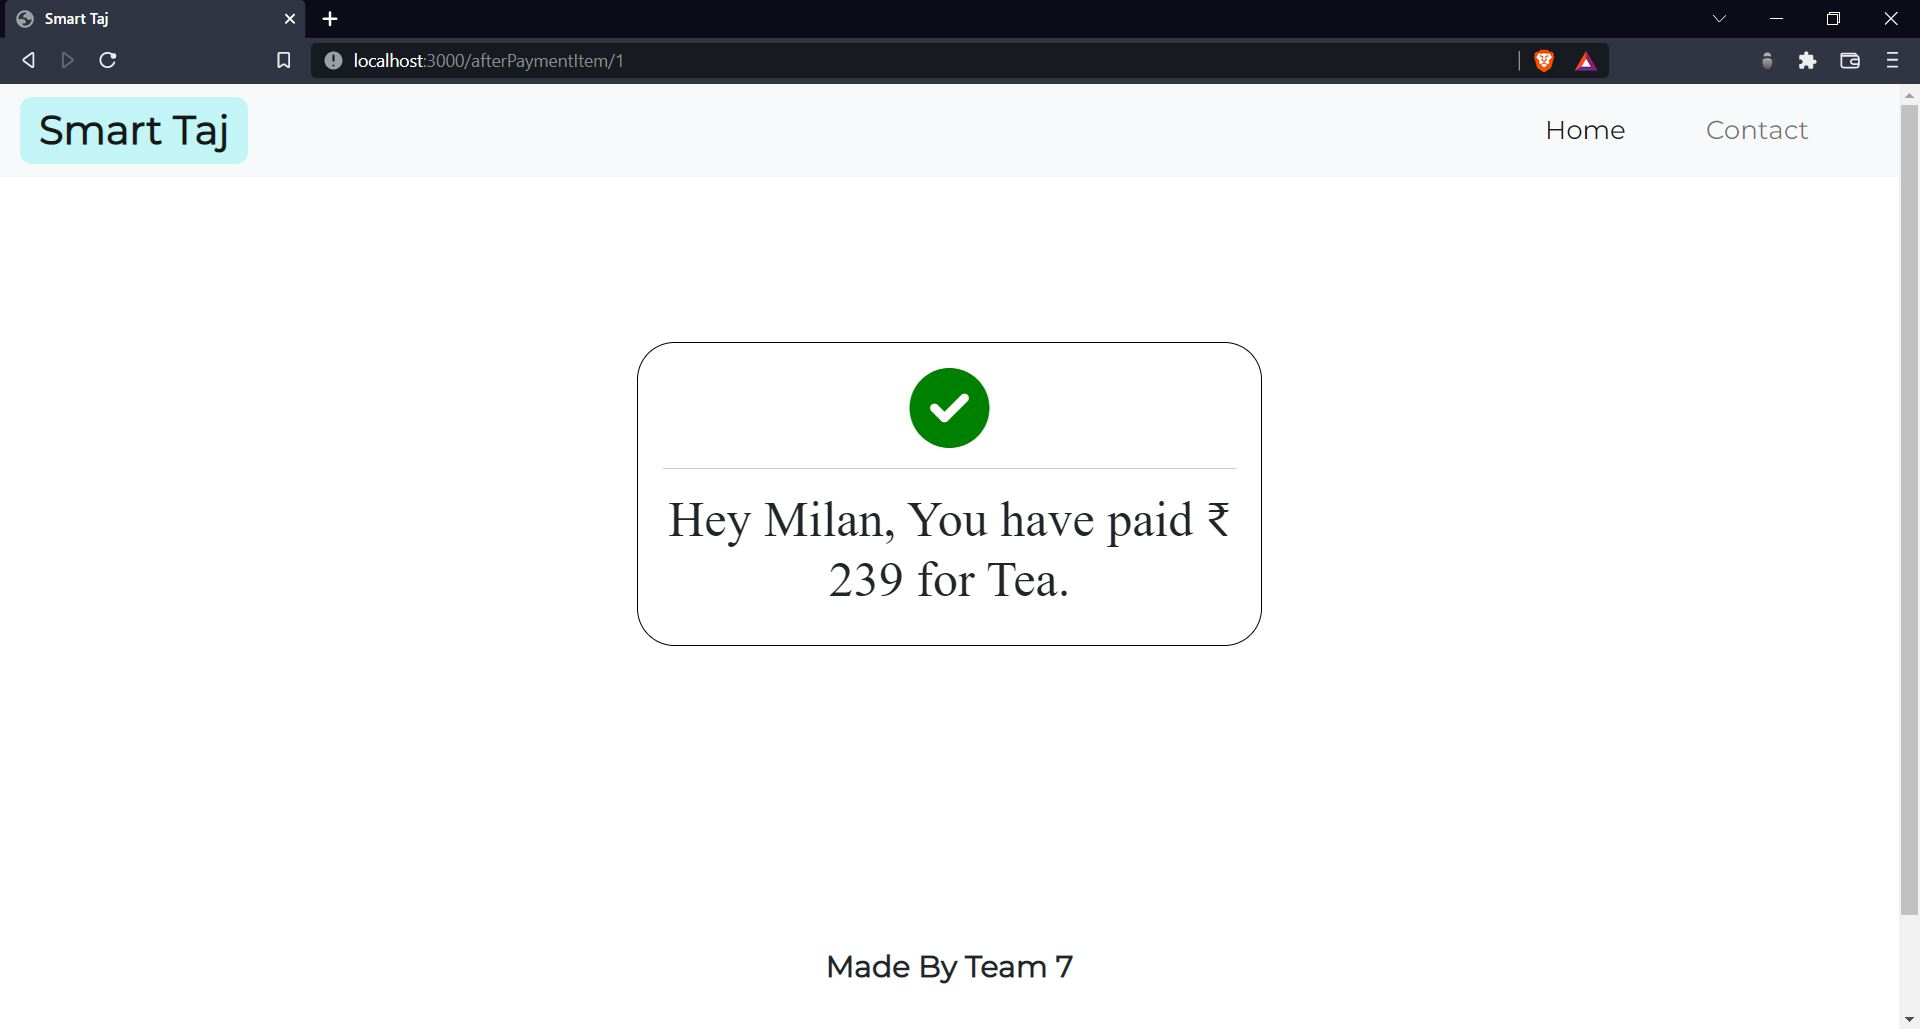 Smart Taj
localhost:3000/afterPaymentItem/1
Smart Taj
Home
Contact
Hey Milan, You have paid ₹
239 for Tea.
Made By Team 7